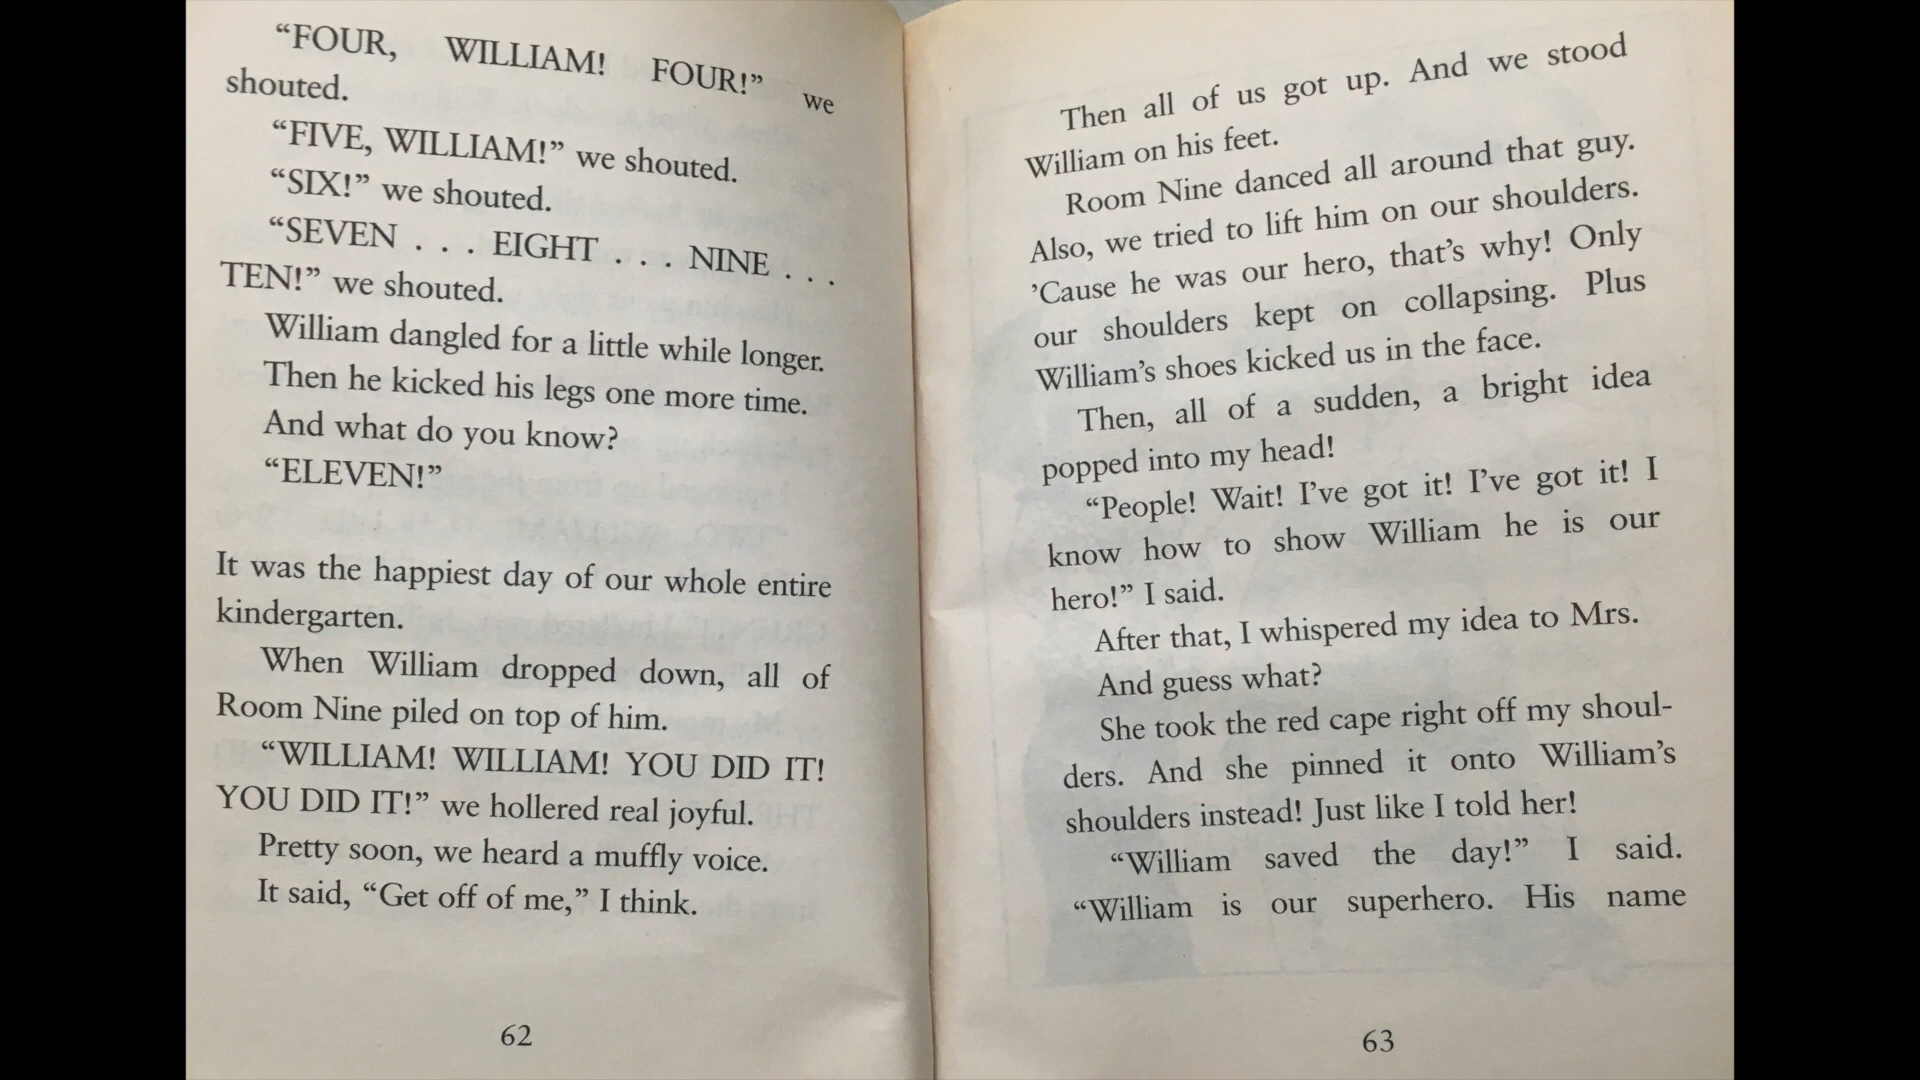 “FOUR, WILLIAM! FOUR!” we
shouted.
“FIVE, WILLIAM!” we shouted.
“SIX!” we shouted.
“SEVEN . . . EIGHT . . . NINE . . .
TEN!” we shouted.
William dangled for a little while longer.
Then he kicked his legs one more time.
And what do you know?
“ELEVEN!”
It was the happiest day of our whole entire
kindergarten.
When William dropped down, all of
Room Nine piled on top of him.
“WILLIAM! WILLIAM! YOU DID IT!
YOU DID IT!” we hollered real joyful.
Pretty soon, we heard a muffly voice.
It said, “Get off of me,” I think.
62
Then all of us got up. And we stood
William on his feet.
Room Nine danced all around that guy.
Also, we tried to lift him on our shoulders.
’Cause he was our hero, that’s why! Only
our shoulders kept on collapsing. Plus
William’s shoes kicked us in the face.
Then, all of a sudden, a bright idea
popped into my head!
“People! Wait! I’ve got it! I’ve got it! I
know how to show William he is our
hero!” I said.
After that, I whispered my idea to Mrs.
And guess what?
She took the red cape right off my shoul-
ders. And she pinned it onto William’s
shoulders instead! Just like I told her!
“William saved the day!” I said.
“William is our superhero. His name
63